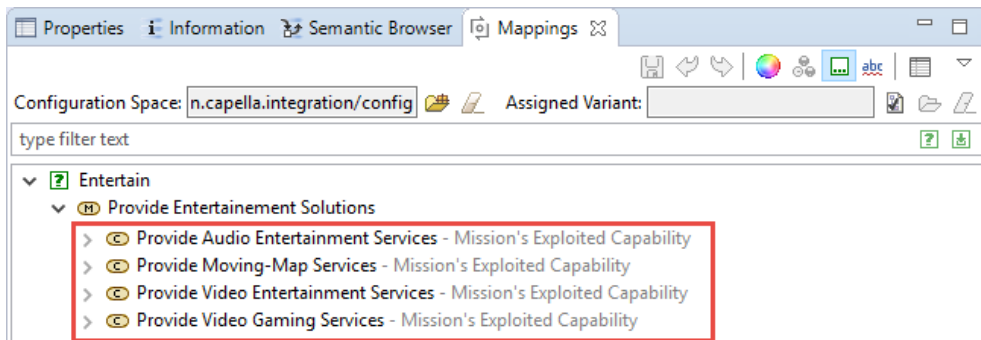 Properties Information Semantic Browser Mappings
abc
Configuration Space: n.capella.integration/config Assigned Variant:
type filter text
? Entertain
M Provide Entertainement Solutions
C Provide Audio Entertainment Services - Mission's Exploited Capability
C Provide Moving-Map Services - Mission's Exploited Capability
C Provide Video Entertainment Services - Mission's Exploited Capability
C Provide Video Gaming Services - Mission's Exploited Capability